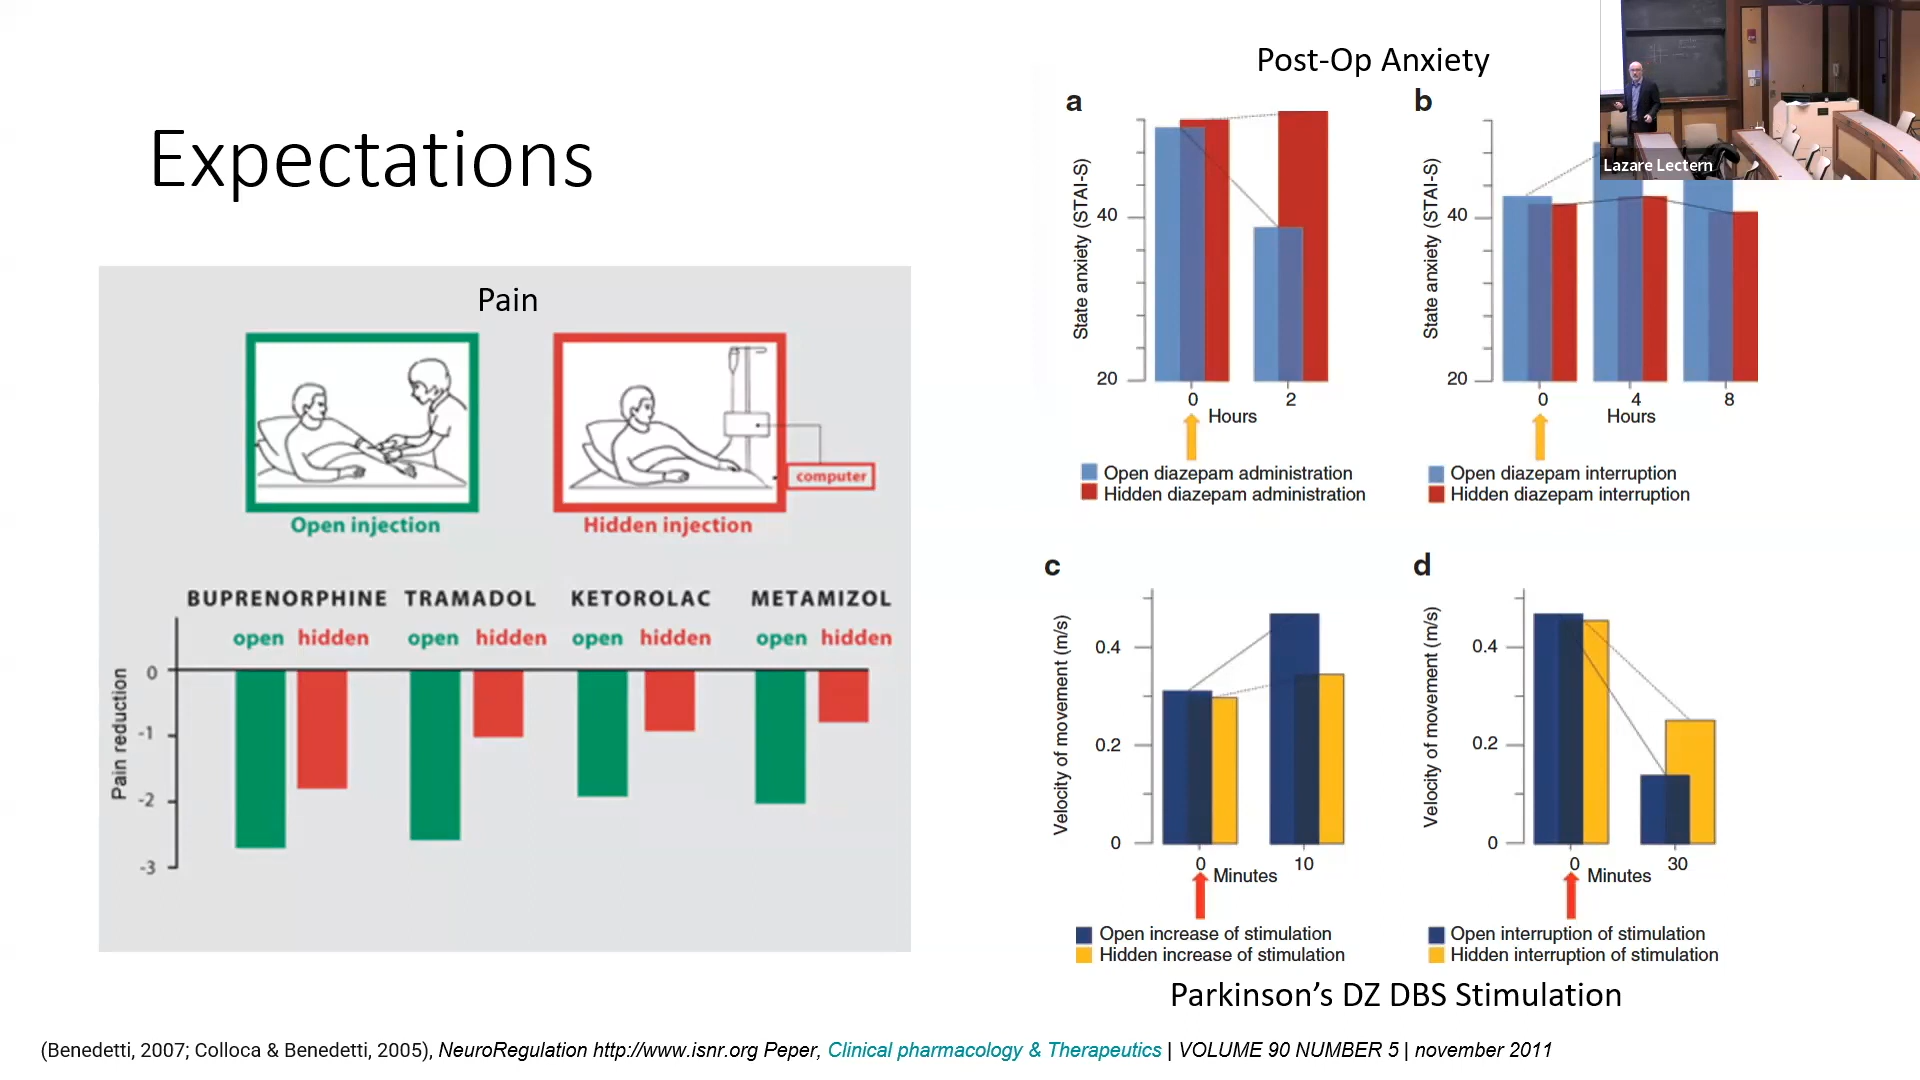 Expectations
Pain
Open injection
Hidden injection
computer
BUPRENORPHINE TRAMADOL KETOROLAC METAMIZOL
open hidden open hidden open hidden open hidden
Pain reduction
0
-1
-2
-3
Post-Op Anxiety
a
State anxiety (STAI-S)
40
20
0 2
Hours
Open diazepam administration
Hidden diazepam administration
b
State anxiety (STAI-S)
40
20
0 4 8
Hours
Open diazepam interruption
Hidden diazepam interruption
Lazare Lectern
c
Velocity of movement (m/s)
0.4
0.2
0
0 10
Minutes
Open increase of stimulation
Hidden increase of stimulation
d
Velocity of movement (m/s)
0.4
0.2
0
0 30
Minutes
Open interruption of stimulation
Hidden interruption of stimulation
Parkinson’s DZ DBS Stimulation
(Benedetti, 2007; Colloca & Benedetti, 2005), NeuroRegulation http://www.isnr.org Peper, Clinical pharmacology & Therapeutics | VOLUME 90 NUMBER 5 | november 2011